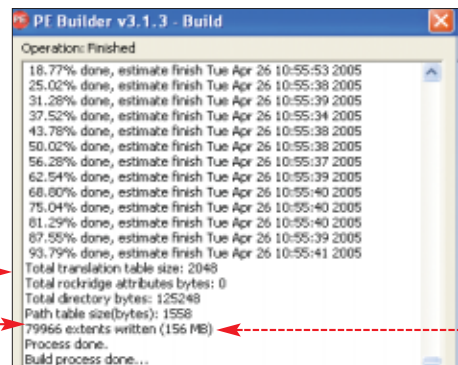 PE Builder v3.1.3 - Build
Operation: Finished
18.77% done, estimate finish Tue Apr 26 10:55:53 2005
25.02% done, estimate finish Tue Apr 26 10:55:38 2005
31.28% done, estimate finish Tue Apr 26 10:55:39 2005
37.52% done, estimate finish Tue Apr 26 10:55:34 2005
43.78% done, estimate finish Tue Apr 26 10:55:38 2005
50.02% done, estimate finish Tue Apr 26 10:55:38 2005
56.28% done, estimate finish Tue Apr 26 10:55:37 2005
62.54% done, estimate finish Tue Apr 26 10:55:39 2005
68.80% done, estimate finish Tue Apr 26 10:55:40 2005
75.04% done, estimate finish Tue Apr 26 10:55:40 2005
81.29% done, estimate finish Tue Apr 26 10:55:40 2005
87.55% done, estimate finish Tue Apr 26 10:55:39 2005
93.79% done, estimate finish Tue Apr 26 10:55:41 2005
Total translation table size: 2048
Total rockridge attributes bytes: 0
Total directory bytes: 125248
Path table size(bytes): 1558
79966 extents written (156 MB)
Process done.
Build process done...